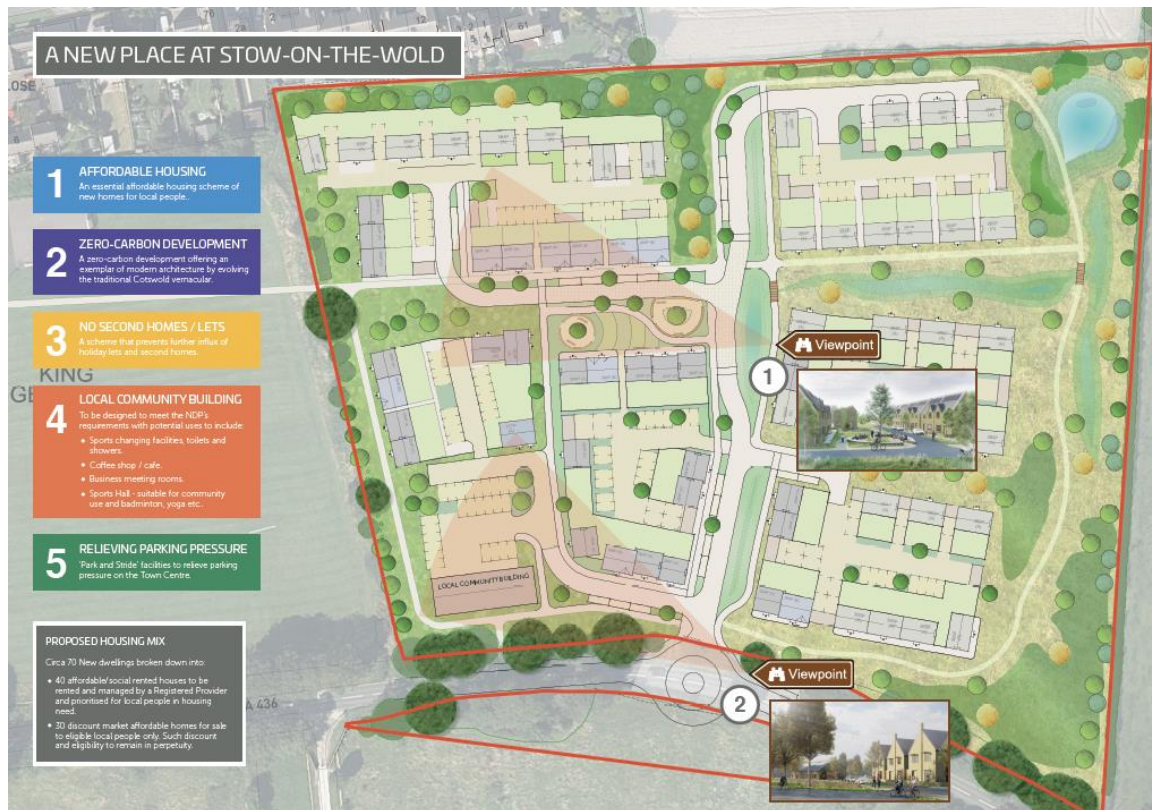 A NEW PLACE AT STOW-ON-THE-WOLD
1
AFFORDABLE HOUSING
An essential affordable housing scheme of
new homes for local people..
2
ZERO-CARBON DEVELOPMENT
A zero-carbon development offering an
exemplar of modern architecture by evolving
the traditional Cotswold vernacular.
3
NO SECOND HOMES / LETS
A scheme that prevents further influx of
holiday lets and second homes.
KING
4
LOCAL COMMUNITY BUILDING
To be designed to meet the NDP's
requirements with potential uses to include:
• Sports changing facilities, toilets and
showers.
• Coffee shop / cafe.
• Business meeting rooms.
• Sports Hall - suitable for community
use and badminton, yoga etc..
5
RELIEVING PARKING PRESSURE
'Park and Stride' facilities to relieve parking
pressure on the Town Centre.
PROPOSED HOUSING MIX
Circa 70 New dwellings broken down into:
• 40 affordable/social rented houses to be
rented and managed by a Registered Provider
and prioritised for local people in housing
need.
• 30 discount market affordable homes for sale
to eligible local people only. Such discount
and eligibility to remain in perpetuity.
A 436
LOCAL COMMUNITY BUILDING
Viewpoint
1
Viewpoint
2